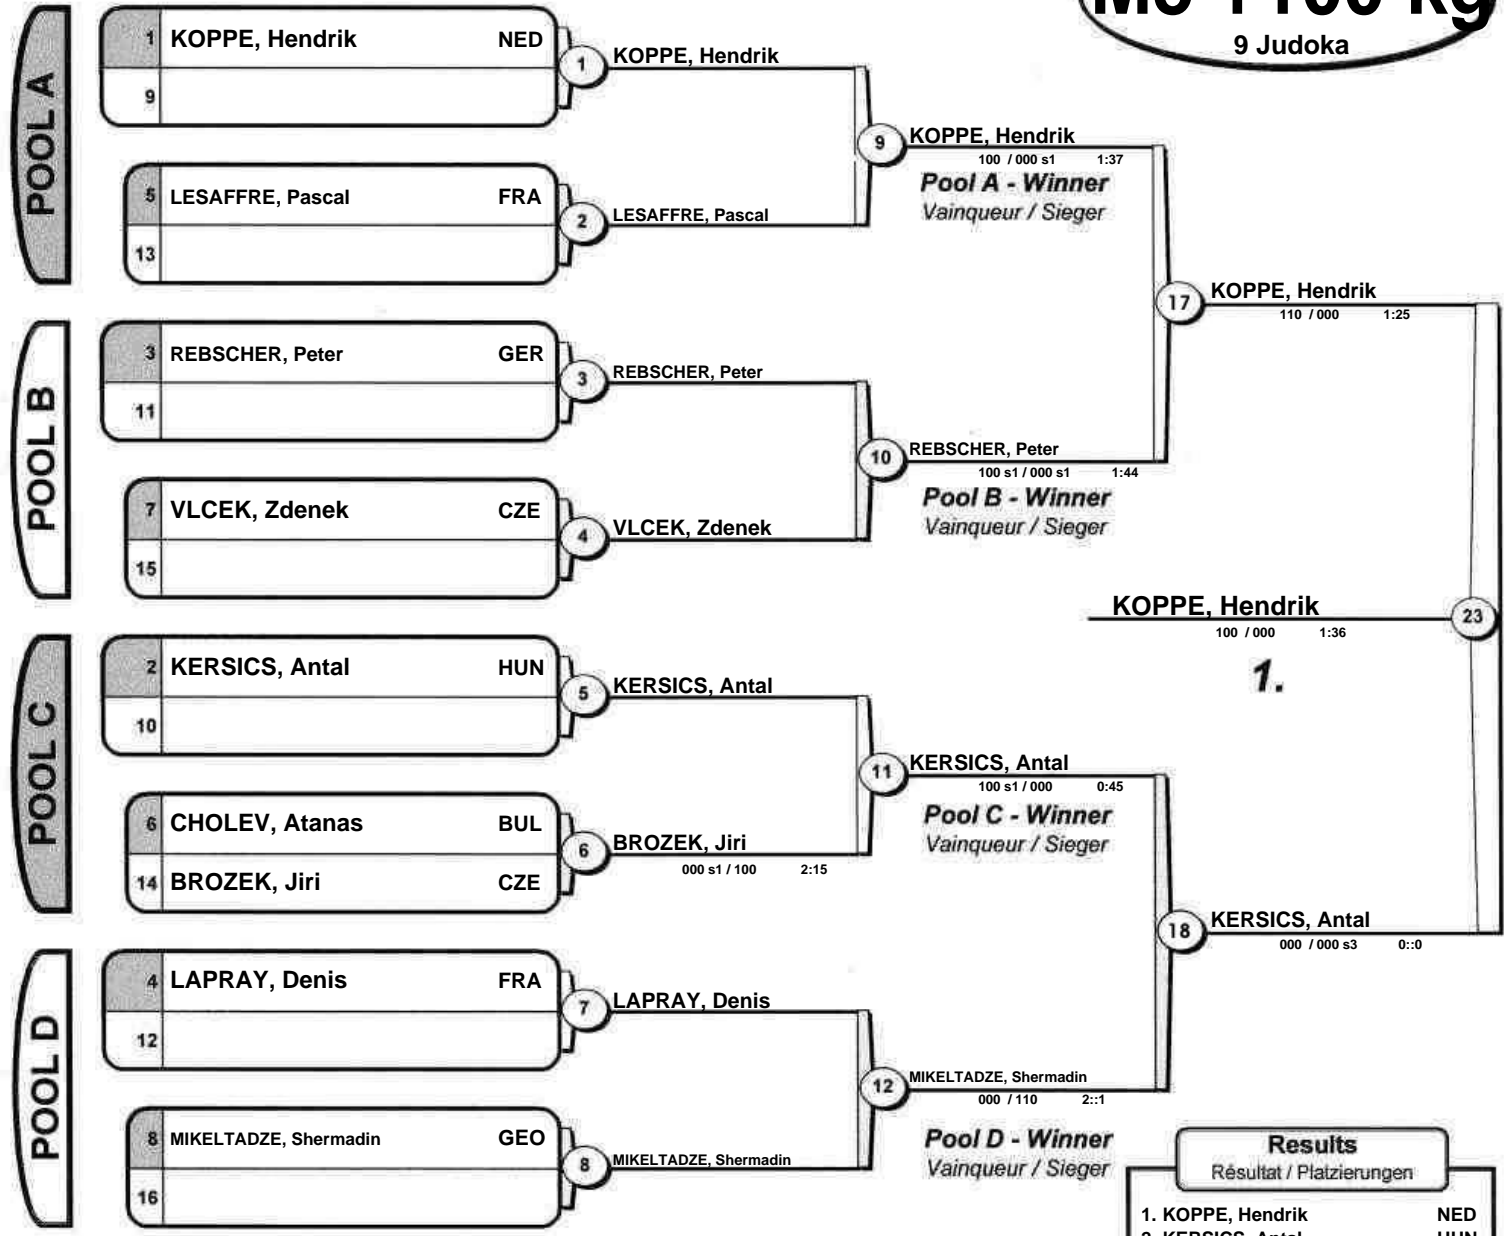 9 Judoka
POOL A
1 KOPPE, Hendrik NED
9
1 KOPPE, Hendrik
5 LESAFFRE, Pascal FRA
13
2 LESAFFRE, Pascal
9 KOPPE, Hendrik
100 / 000 s1 1:37
Pool A - Winner
Vainqueur / Sieger
POOL B
3 REBSCHER, Peter GER
11
3 REBSCHER, Peter
7 VLCEK, Zdenek CZE
15
4 VLCEK, Zdenek
10 REBSCHER, Peter
100 s1 / 000 s1 1:44
Pool B - Winner
Vainqueur / Sieger
17 KOPPE, Hendrik
110 / 000 1:25
KOPPE, Hendrik 23
100 / 000 1:36
1.
POOL C
2 KERSICS, Antal HUN
10
5 KERSICS, Antal
6 CHOLEV, Atanas BUL
14 BROZEK, Jiri CZE
6 BROZEK, Jiri
000 s1 / 100 2:15
11 KERSICS, Antal
100 s1 / 000 0:45
Pool C - Winner
Vainqueur / Sieger
18 KERSICS, Antal
000 / 000 s3 0::0
POOL D
4 LAPRAY, Denis FRA
12
7 LAPRAY, Denis
8 MIKELTADZE, Shermadin GEO
16
8 MIKELTADZE, Shermadin
12 MIKELTADZE, Shermadin
000 / 110 2::1
Pool D - Winner
Vainqueur / Sieger
Results
Résultat / Platzierungen
1. KOPPE, Hendrik NED
2. KERSICS, Antal HUN